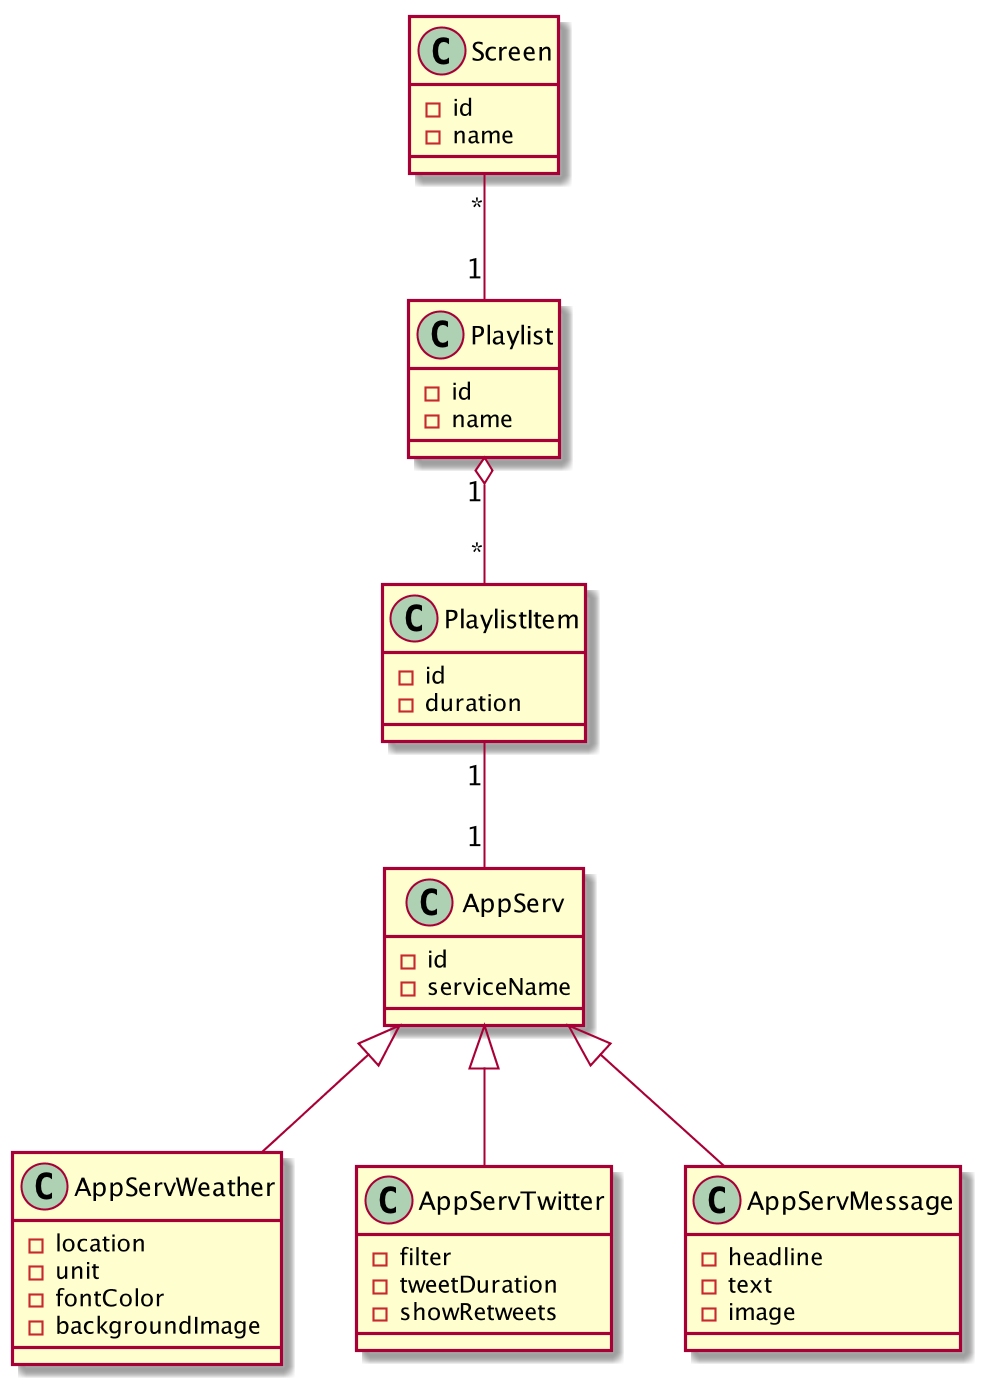 C Screen
id
name
*
1
C Playlist
id
name
1
*
C PlaylistItem
id
duration
1
1
C AppServ
id
serviceName
C AppServWeather
location
unit
fontColor
backgroundImage
C AppServTwitter
filter
tweetDuration
showRetweets
C AppServMessage
headline
text
image